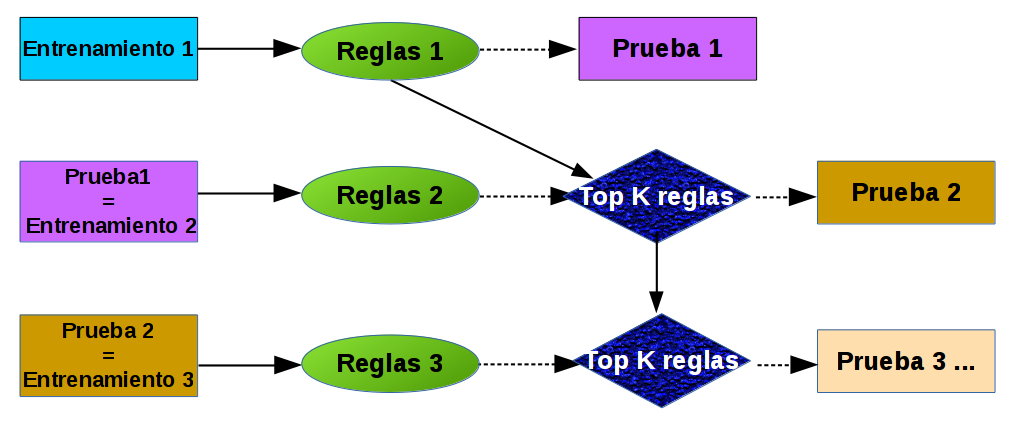 Entrenamiento 1
Reglas 1
Prueba 1
Prueba1
=
Entrenamiento 2
Reglas 2
Top K reglas
Prueba 2
Prueba 2
=
Entrenamiento 3
Reglas 3
Top K reglas
Prueba 3 ...